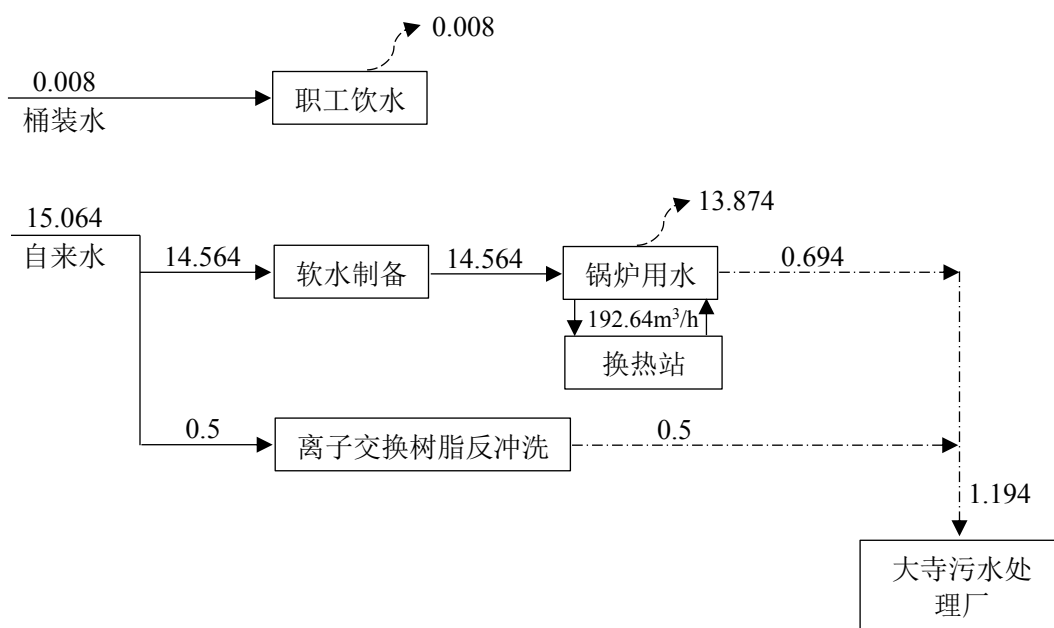 0.008
0.008
桶装水
职工饮水
13.874
15.064
自来水
14.564
软水制备
14.564
锅炉用水
0.694
192.64m³/h
换热站
0.5
离子交换树脂反冲洗
0.5
1.194
大寺污水处
理厂